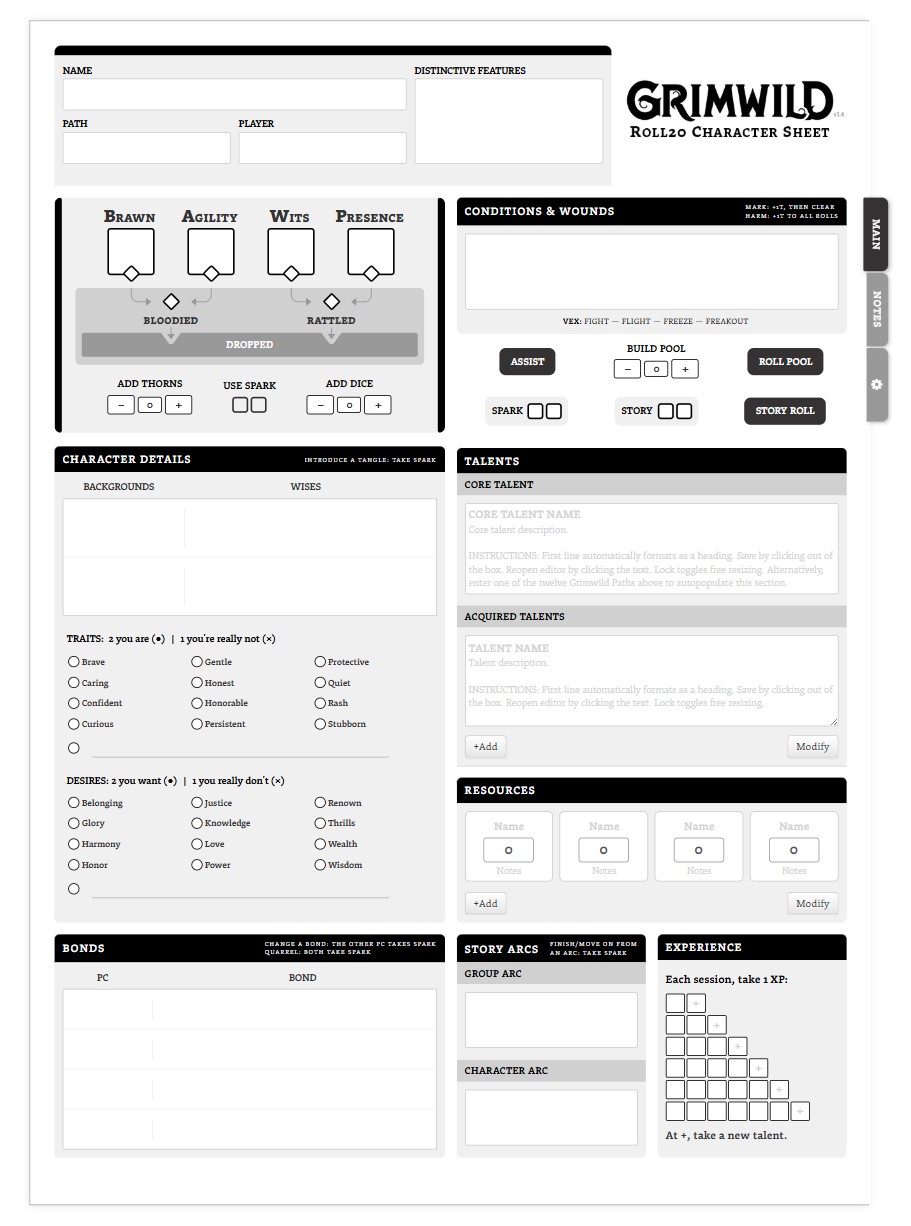 NAME
DISTINCTIVE FEATURES
PATH
PLAYER
GRIMWILD
v1.6
ROLL20 CHARACTER SHEET
BRAWN AGILITY WITS PRESENCE
BLOODIED RATTLED
DROPPED
ADD THORNS USE SPARK ADD DICE
− 0 + − 0 +
CONDITIONS & WOUNDS
MARK: +1T, THEN CLEAR
HARM: +1T TO ALL ROLLS
VEX: FIGHT — FLIGHT — FREEZE — FREAKOUT
ASSIST
BUILD POOL
− 0 +
ROLL POOL
SPARK
STORY
STORY ROLL
MAIN
NOTES
CHARACTER DETAILS
INTRODUCE A TANGLE: TAKE SPARK
BACKGROUNDS WISES
TRAITS: 2 you are (●) | 1 you're really not (×)
Brave Gentle Protective
Caring Honest Quiet
Confident Honorable Rash
Curious Persistent Stubborn
DESIRES: 2 you want (●) | 1 you really don't (×)
Belonging Justice Renown
Glory Knowledge Thrills
Harmony Love Wealth
Honor Power Wisdom
TALENTS
CORE TALENT
CORE TALENT NAME
Core talent description.
INSTRUCTIONS: First line automatically formats as a heading. Save by clicking out of
the box. Reopen editor by clicking the text. Lock toggles free resizing. Alternatively,
enter one of the twelve Grimwild Paths above to autopopulate this section.
ACQUIRED TALENTS
TALENT NAME
Talent description.
INSTRUCTIONS: First line automatically formats as a heading. Save by clicking out of
the box. Reopen editor by clicking the text. Lock toggles free resizing.
+Add Modify
RESOURCES
Name Name Name Name
0 0 0 0
Notes Notes Notes Notes
+Add Modify
BONDS
CHANGE A BOND: THE OTHER PC TAKES SPARK
QUARREL: BOTH TAKE SPARK
PC BOND
STORY ARCS
FINISH/MOVE ON FROM
AN ARC: TAKE SPARK
GROUP ARC
CHARACTER ARC
EXPERIENCE
Each session, take 1 XP:
+
+
+
+
+
+
At +, take a new talent.